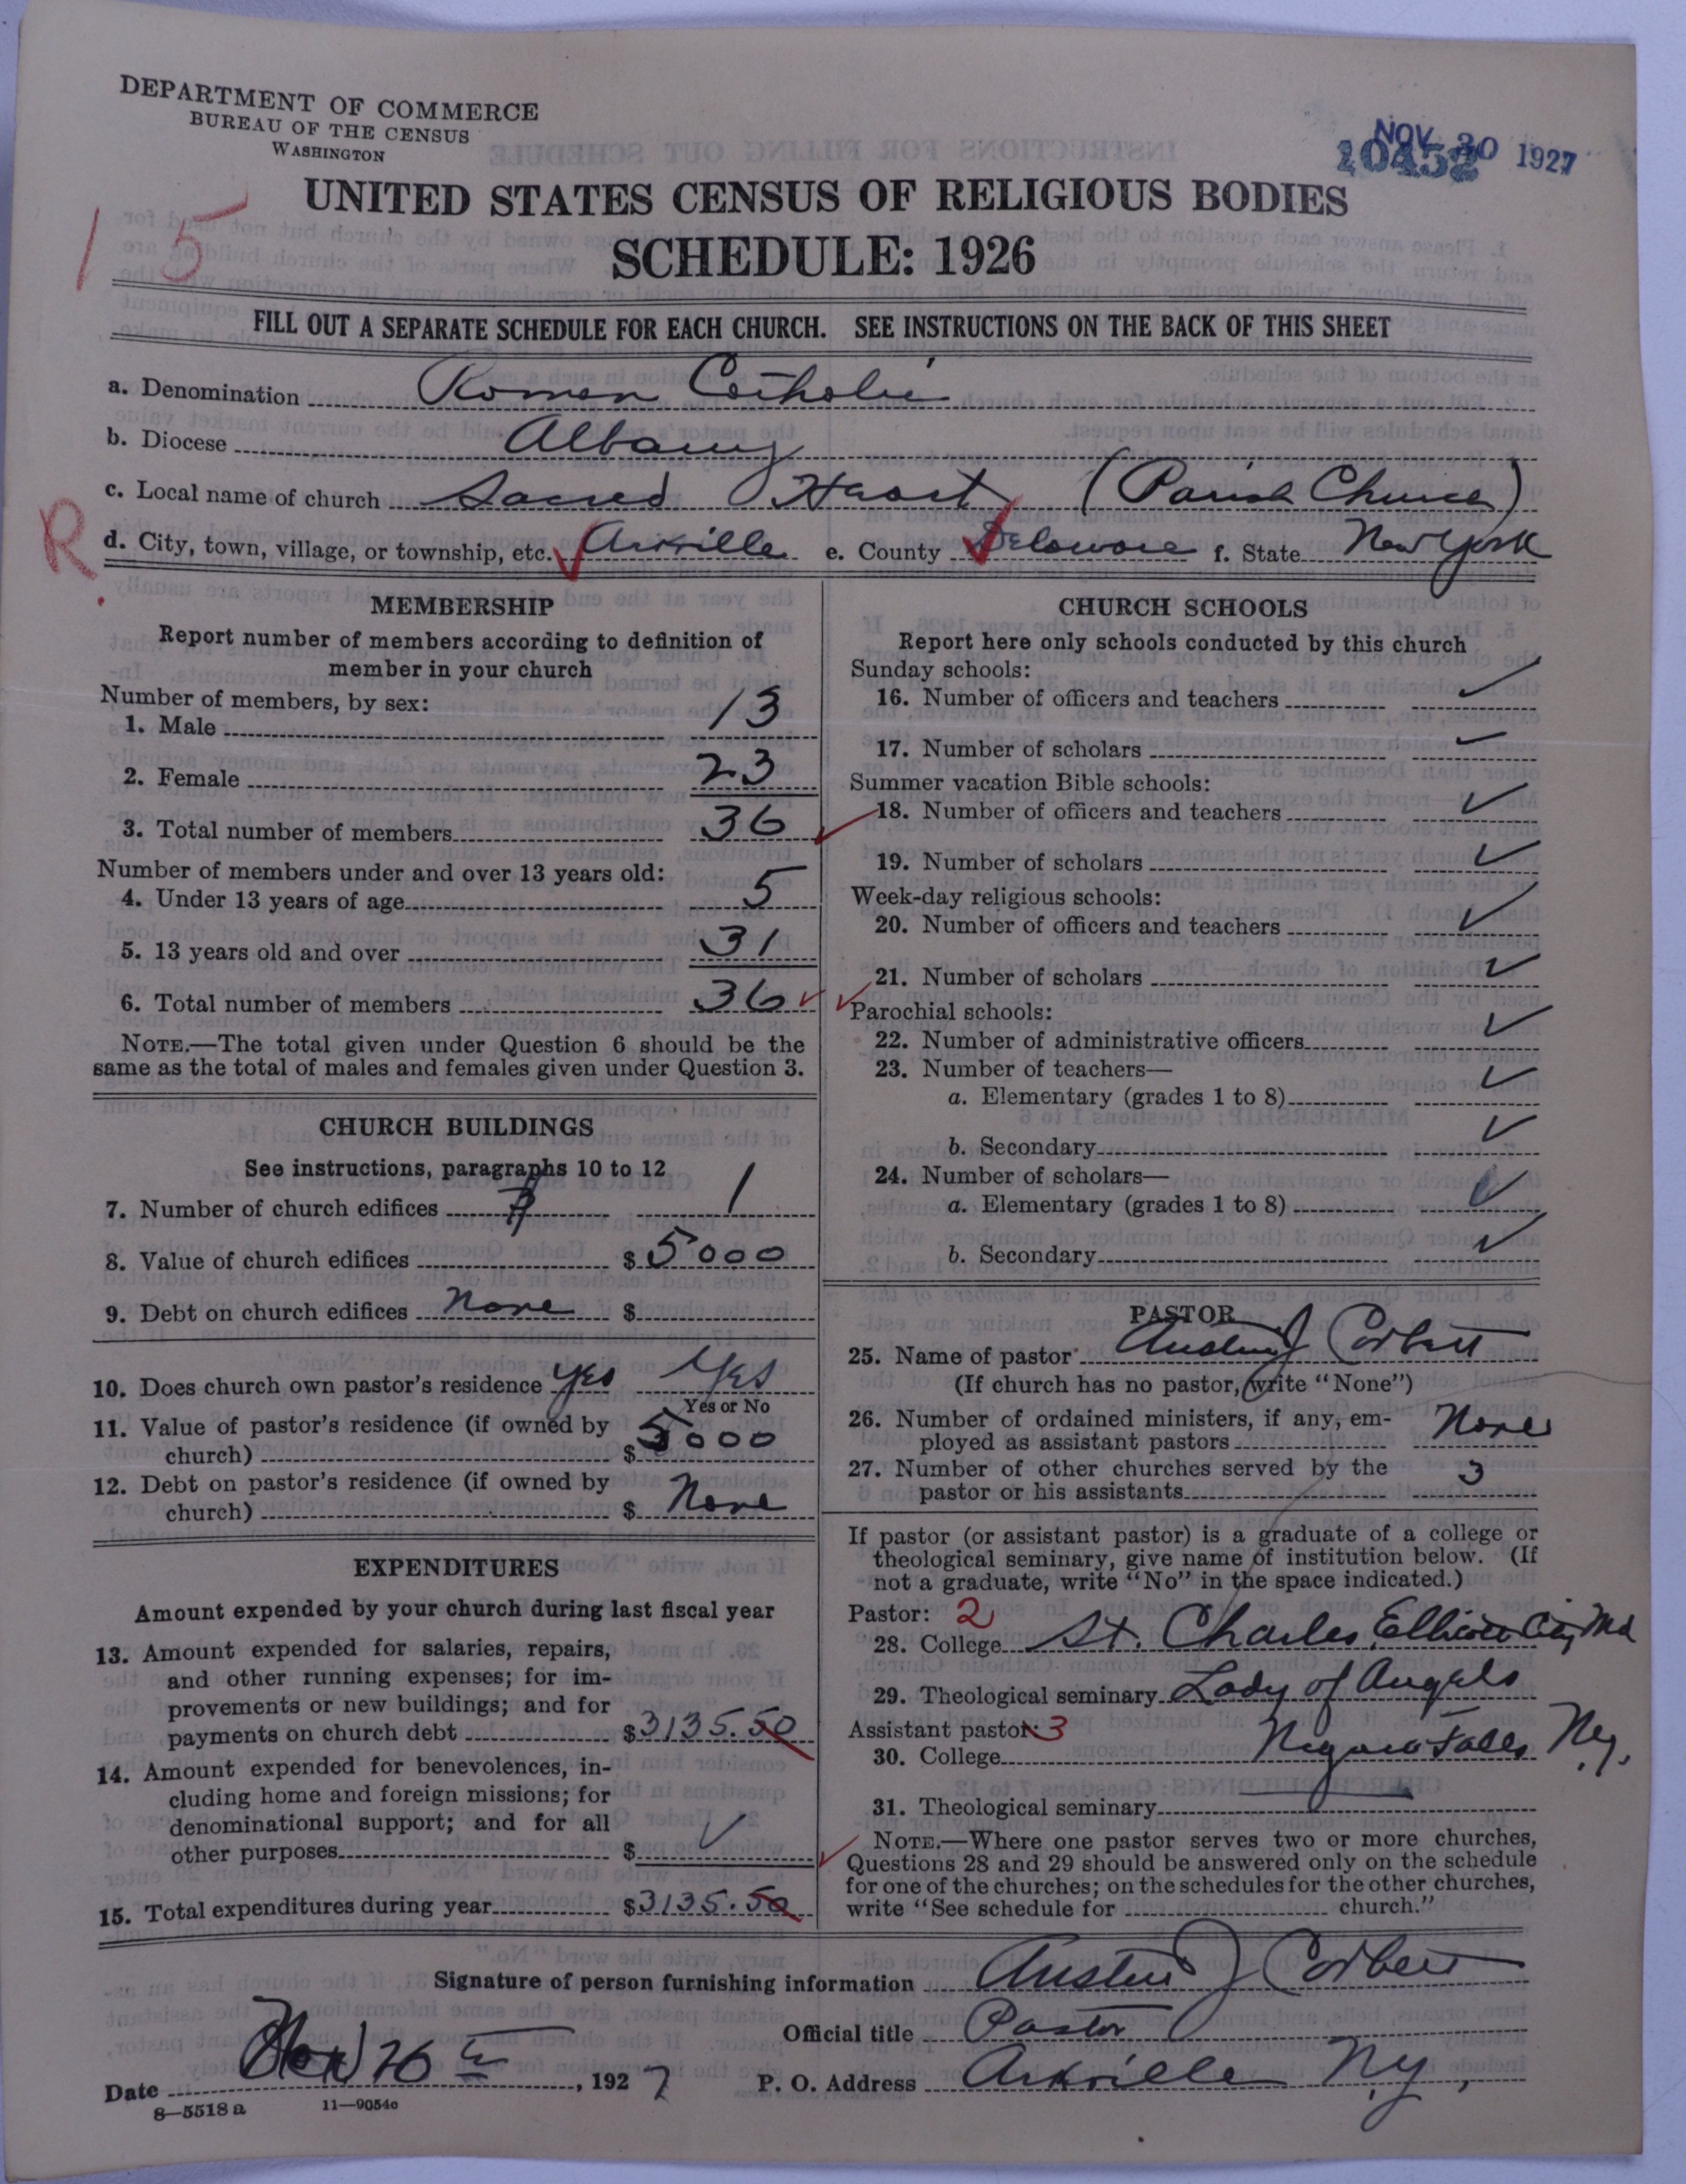 DEPARTMENT OF COMMERCE
BUREAU OF THE CENSUS
WASHINGTON
NOV 30 1927
10452
UNITED STATES CENSUS OF RELIGIOUS BODIES
SCHEDULE: 1926
15
FILL OUT A SEPARATE SCHEDULE FOR EACH CHURCH. SEE INSTRUCTIONS ON THE BACK OF THIS SHEET
a. Denomination Roman Catholic
b. Diocese Albany
c. Local name of church Sacred Heart (Parish Church)
R.
d. City, town, village, or township, etc. Arkville e. County Delaware f. State New York
MEMBERSHIP
Report number of members according to definition of
member in your church
Number of members, by sex:
1. Male 13
2. Female 23
3. Total number of members 36
Number of members under and over 13 years old:
4. Under 13 years of age 5
5. 13 years old and over 31
6. Total number of members 36
NOTE.—The total given under Question 6 should be the
same as the total of males and females given under Question 3.
CHURCH BUILDINGS
See instructions, paragraphs 10 to 12
7. Number of church edifices 1
8. Value of church edifices $5000
9. Debt on church edifices None $
10. Does church own pastor's residence yes Yes
Yes or No
11. Value of pastor's residence (if owned by
church) $5000
12. Debt on pastor's residence (if owned by
church) $ None
EXPENDITURES
Amount expended by your church during last fiscal year
13. Amount expended for salaries, repairs,
and other running expenses; for im-
provements or new buildings; and for
payments on church debt $3135.50
14. Amount expended for benevolences, in-
cluding home and foreign missions; for
denominational support; and for all
other purposes $ ✓
15. Total expenditures during year $3135.50
CHURCH SCHOOLS
Report here only schools conducted by this church
Sunday schools:
16. Number of officers and teachers ✓
17. Number of scholars ✓
Summer vacation Bible schools:
18. Number of officers and teachers ✓
19. Number of scholars ✓
Week-day religious schools:
20. Number of officers and teachers ✓
21. Number of scholars ✓
Parochial schools:
22. Number of administrative officers ✓
23. Number of teachers—
a. Elementary (grades 1 to 8) ✓
b. Secondary ✓
24. Number of scholars—
a. Elementary (grades 1 to 8) ✓
b. Secondary ✓
PASTOR
25. Name of pastor Austin J Corbett
(If church has no pastor, write "None")
26. Number of ordained ministers, if any, em-
ployed as assistant pastors None
27. Number of other churches served by the
pastor or his assistants 3
If pastor (or assistant pastor) is a graduate of a college or
theological seminary, give name of institution below. (If
not a graduate, write "No" in the space indicated.)
Pastor: 2
28. College St. Charles, Ellicott City Md
29. Theological seminary Lady of Angels
Assistant pastor: 3
30. College Niagara Falls Ny.
31. Theological seminary
NOTE.—Where one pastor serves two or more churches,
Questions 28 and 29 should be answered only on the schedule
for one of the churches; on the schedules for the other churches,
write "See schedule for church."
Signature of person furnishing information Austin J Corbett
Official title Pastor
Date Nov 26th, 1927 P. O. Address Arkville Ny.
8—5518a 11—9054c